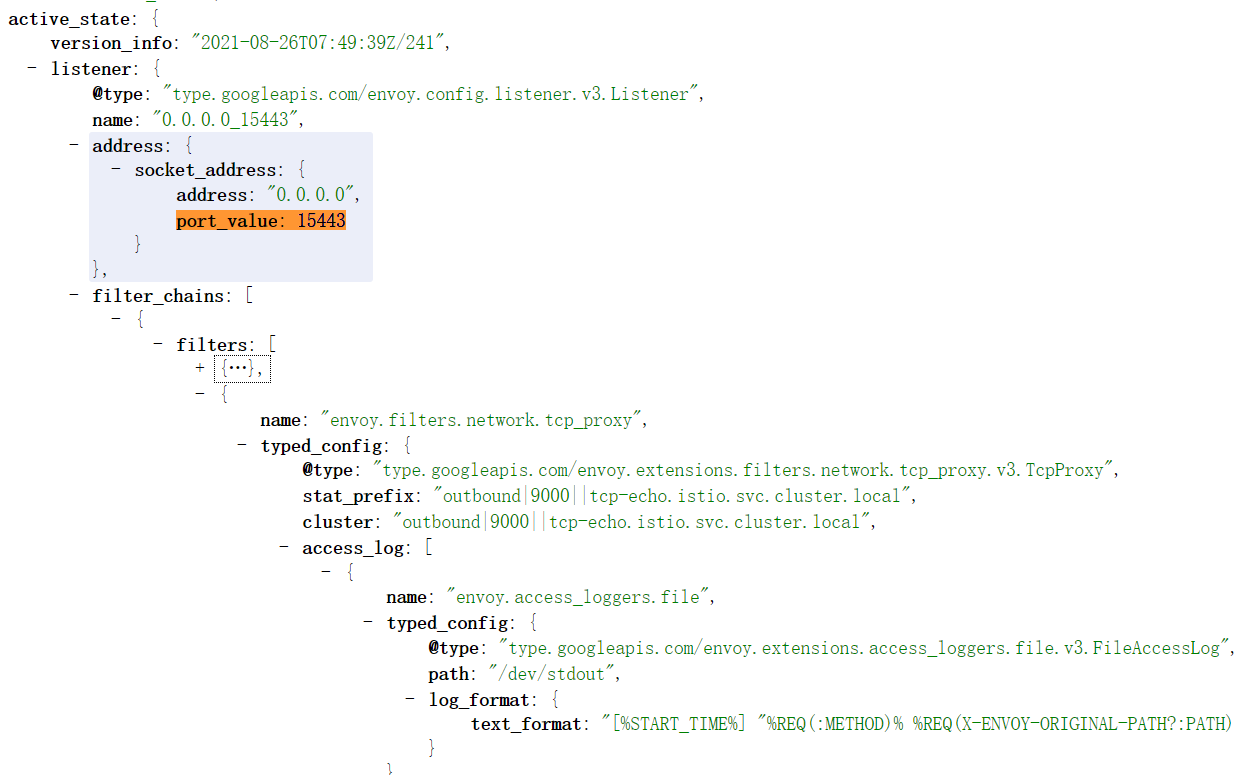 active_state: {
version_info: "2021-08-26T07:49:39Z/241",
- listener: {
@type: "type.googleapis.com/envoy.config.listener.v3.Listener",
name: "0.0.0.0_15443",
- address: {
- socket_address: {
address: "0.0.0.0",
port_value: 15443
}
},
- filter_chains: [
- {
- filters: [
+ {…},
- {
name: "envoy.filters.network.tcp_proxy",
- typed_config: {
@type: "type.googleapis.com/envoy.extensions.filters.network.tcp_proxy.v3.TcpProxy",
stat_prefix: "outbound|9000||tcp-echo.istio.svc.cluster.local",
cluster: "outbound|9000||tcp-echo.istio.svc.cluster.local",
- access_log: [
- {
name: "envoy.access_loggers.file",
- typed_config: {
@type: "type.googleapis.com/envoy.extensions.access_loggers.file.v3.FileAccessLog",
path: "/dev/stdout",
- log_format: {
text_format: "[%START_TIME%] "%REQ(:METHOD)% %REQ(X-ENVOY-ORIGINAL-PATH?:PATH)
}
}